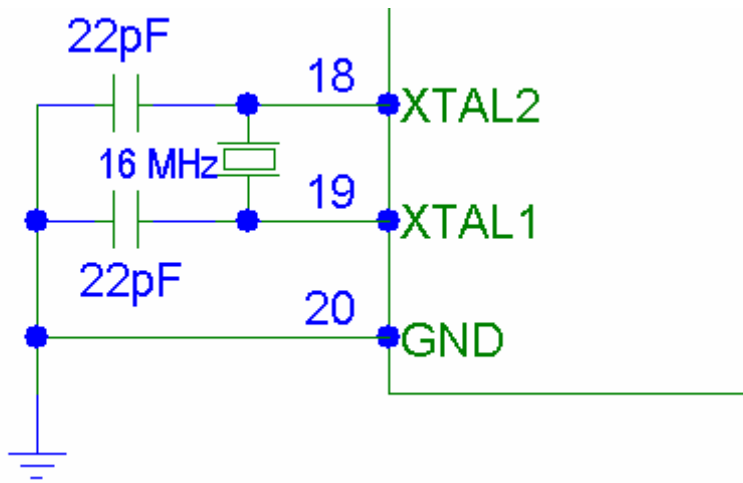 22pF
18
XTAL2
16 MHz
19
XTAL1
22pF
20
GND